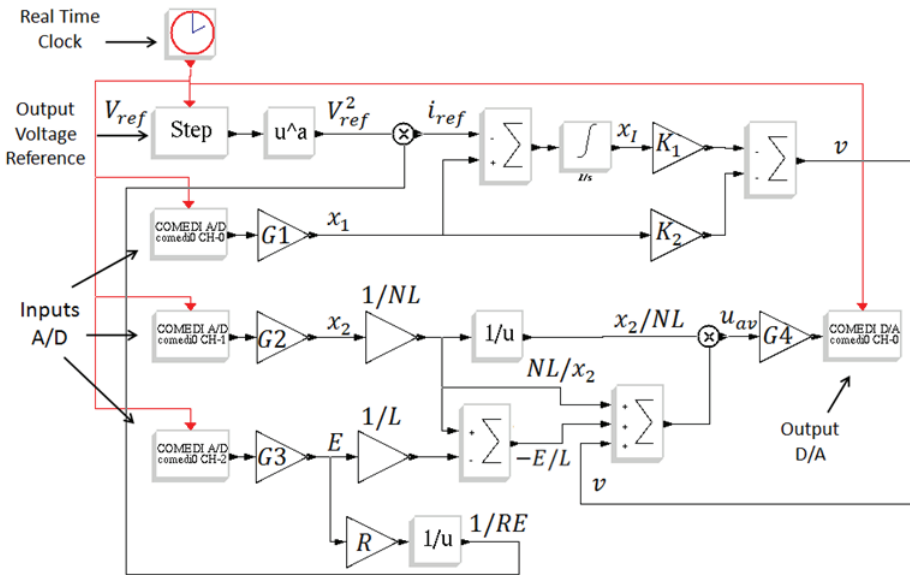 Real Time
Clock
Output
Voltage
Reference
V_ref
Step
u^a
V_ref^2
i_ref
-
+
Σ
∫
1/s
x_I
K_1
-
-
Σ
v
COMEDI A/D
comedi0 CH-0
G1
x_1
K_2
Inputs
A/D
COMEDI A/D
comedi0 CH-1
G2
x_2
1/NL
1/u
x_2/NL
u_av
G4
COMEDI D/A
comedi0 CH-0
NL/x_2
+
+
+
Σ
Output
D/A
COMEDI A/D
comedi0 CH-2
G3
E
1/L
+
-
Σ
-E/L
v
R
1/u
1/RE